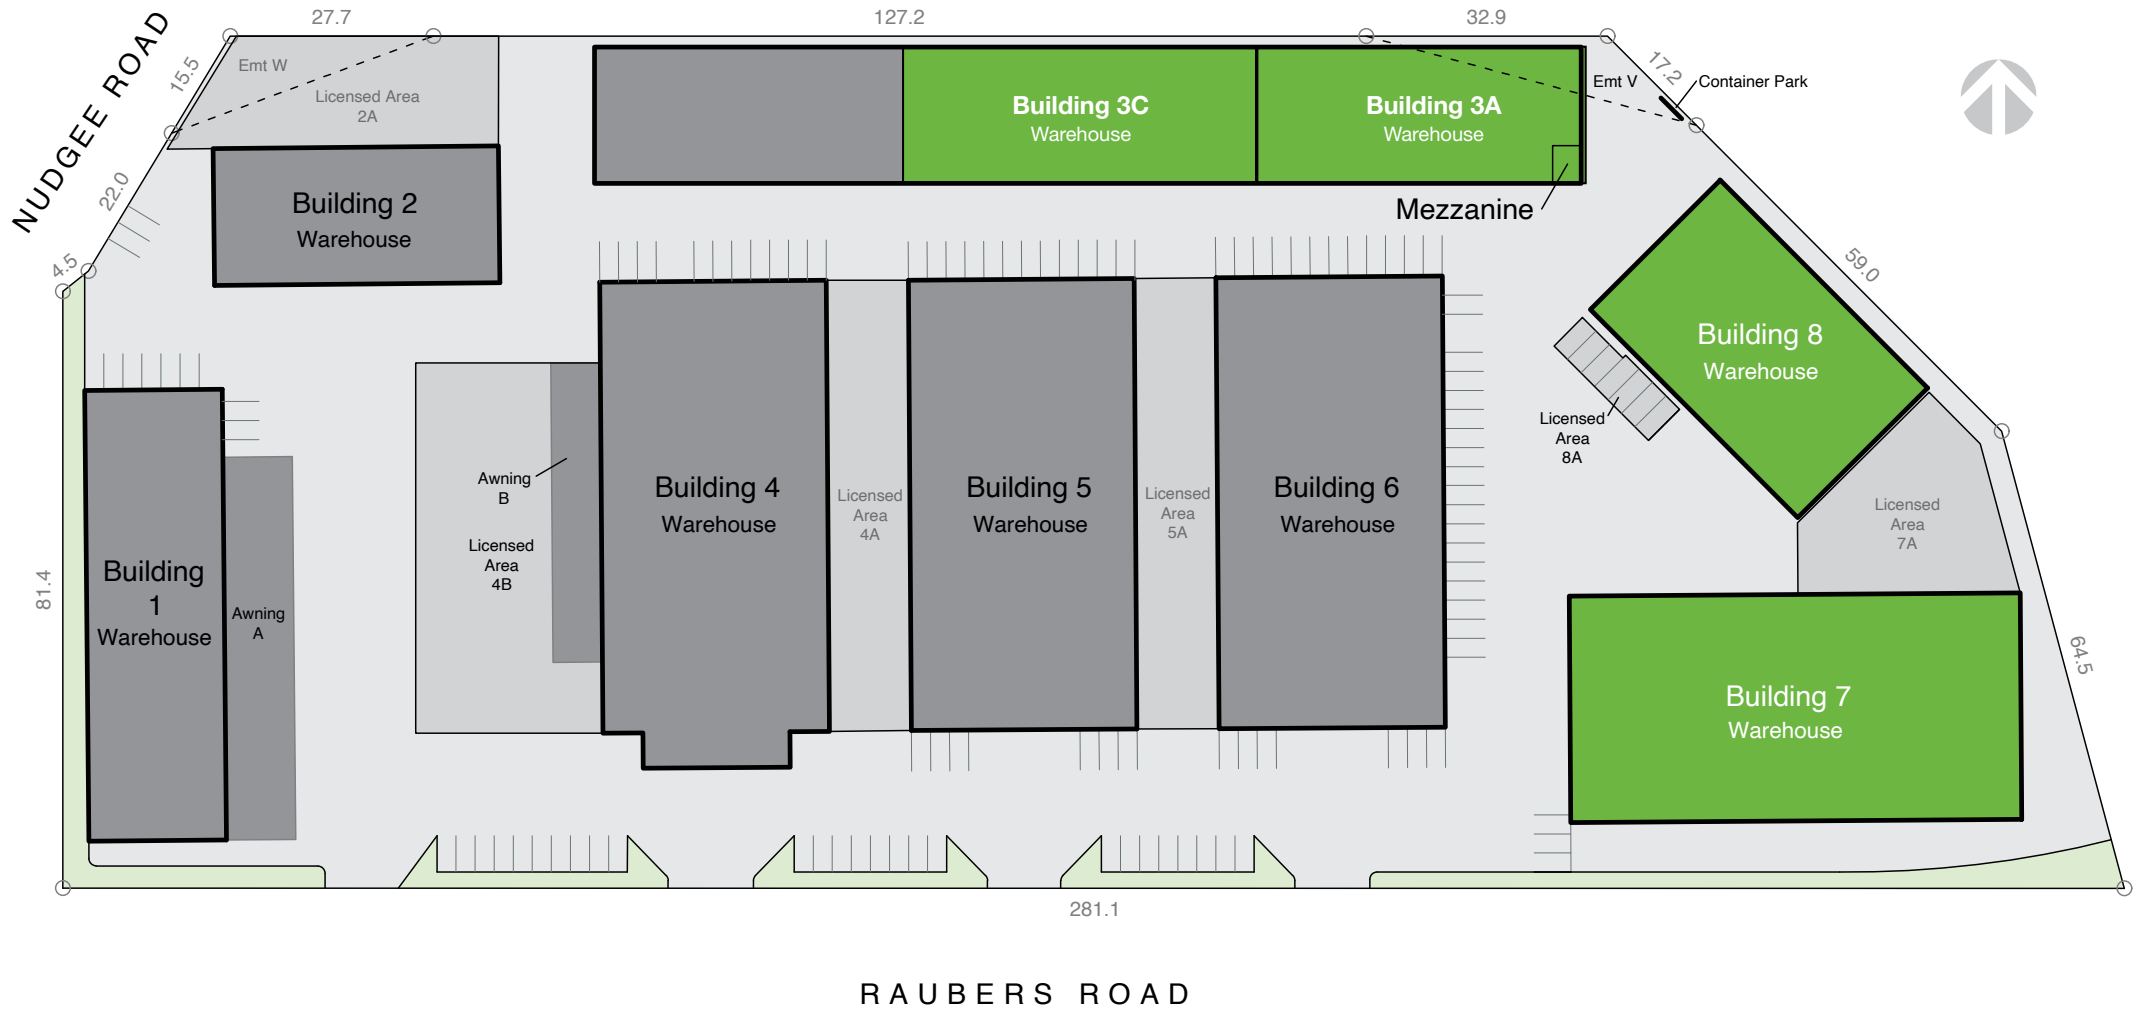 27.7
127.2
32.9
NUDGEE ROAD
15.5
Emt W
Licensed Area
2A
17.2
Emt V
Container Park
Building 3C
Warehouse
Building 3A
Warehouse
22.0
Building 2
Warehouse
Mezzanine
4.5
59.0
Building 8
Warehouse
Licensed
Area
8A
Awning
B
Licensed
Area
4B
Building 4
Warehouse
Licensed
Area
4A
Building 5
Warehouse
Licensed
Area
5A
Building 6
Warehouse
Licensed
Area
7A
81.4
Building
1
Warehouse
Awning
A
64.5
Building 7
Warehouse
281.1
RAUBERS ROAD